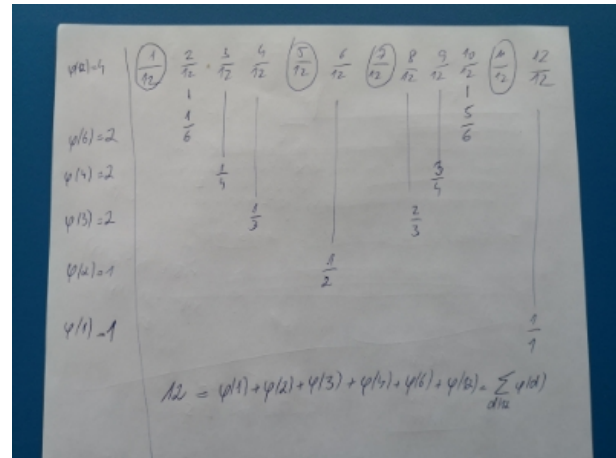 φ(12)=4 1/12 2/12 3/12 4/12 5/12 6/12 7/12 8/12 9/12 10/12 11/12 12/12
φ(6)=2 1/6 5/6
φ(4)=2 1/4 3/4
φ(3)=2 1/3 2/3
φ(2)=1 1/2
φ(1)=1 1/1
12 = φ(1)+φ(2)+φ(3)+φ(4)+φ(6)+φ(12) = ∑ d|12 φ(d)